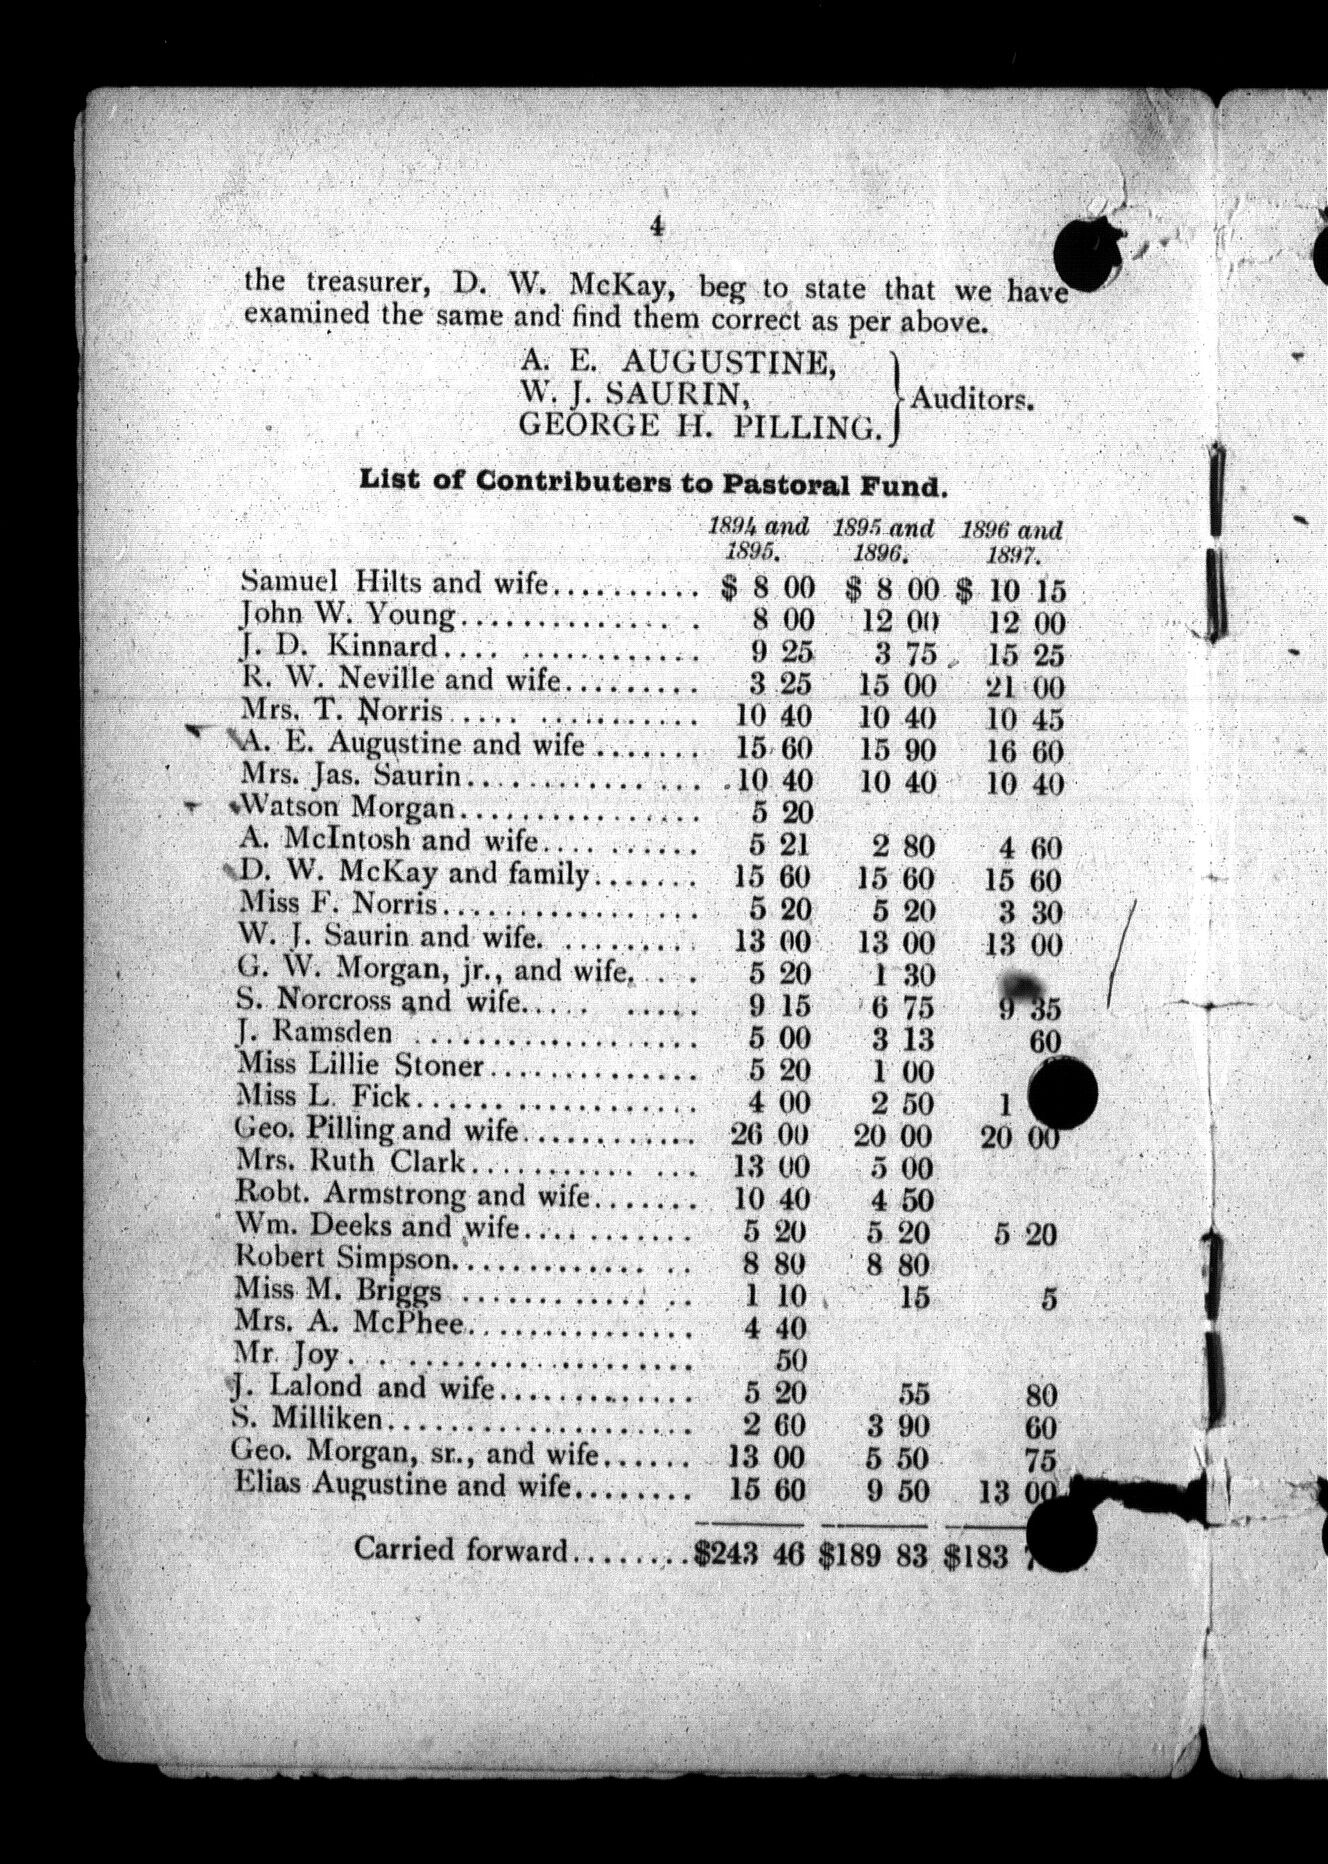 4
the treasurer, D. W. McKay, beg to state that we have
examined the same and find them correct as per above.
A. E. AUGUSTINE,
W. J. SAURIN,
GEORGE H. PILLING.
Auditors.
List of Contributers to Pastoral Fund.
1894 and 1895. 1895 and 1896. 1896 and 1897.
Samuel Hilts and wife.......... $ 8 00 $ 8 00 $ 10 15
John W. Young................ 8 00 12 00 12 00
J. D. Kinnard.... ............ 9 25 3 75 15 25
R. W. Neville and wife......... 3 25 15 00 21 00
Mrs. T. Norris..... ........... 10 40 10 40 10 45
A. E. Augustine and wife ....... 15 60 15 90 16 60
Mrs. Jas. Saurin................ 10 40 10 40 10 40
Watson Morgan................ 5 20
A. McIntosh and wife........... 5 21 2 80 4 60
D. W. McKay and family....... 15 60 15 60 15 60
Miss F. Norris................. 5 20 5 20 3 30
W. J. Saurin and wife. ......... 13 00 13 00 13 00
G. W. Morgan, jr., and wife. . . . 5 20 1 30
S. Norcross and wife..... ..... 9 15 6 75 9 35
J. Ramsden ................... 5 00 3 13 60
Miss Lillie Stoner.............. 5 20 1 00
Miss L. Fick................... 4 00 2 50 1
Geo. Pilling and wife............ 26 00 20 00 20 00
Mrs. Ruth Clark............... 13 00 5 00
Robt. Armstrong and wife....... 10 40 4 50
Wm. Deeks and wife........... 5 20 5 20 5 20
Robert Simpson............... 8 80 8 80
Miss M. Briggs ............... 1 10 15 5
Mrs. A. McPhee............... 4 40
Mr. Joy. . .................... 50
J. Lalond and wife............. 5 20 55 80
S. Milliken.................... 2 60 3 90 60
Geo. Morgan, sr., and wife...... 13 00 5 50 75
Elias Augustine and wife........ 15 60 9 50 13 00
Carried forward........$243 46 $189 83 $183